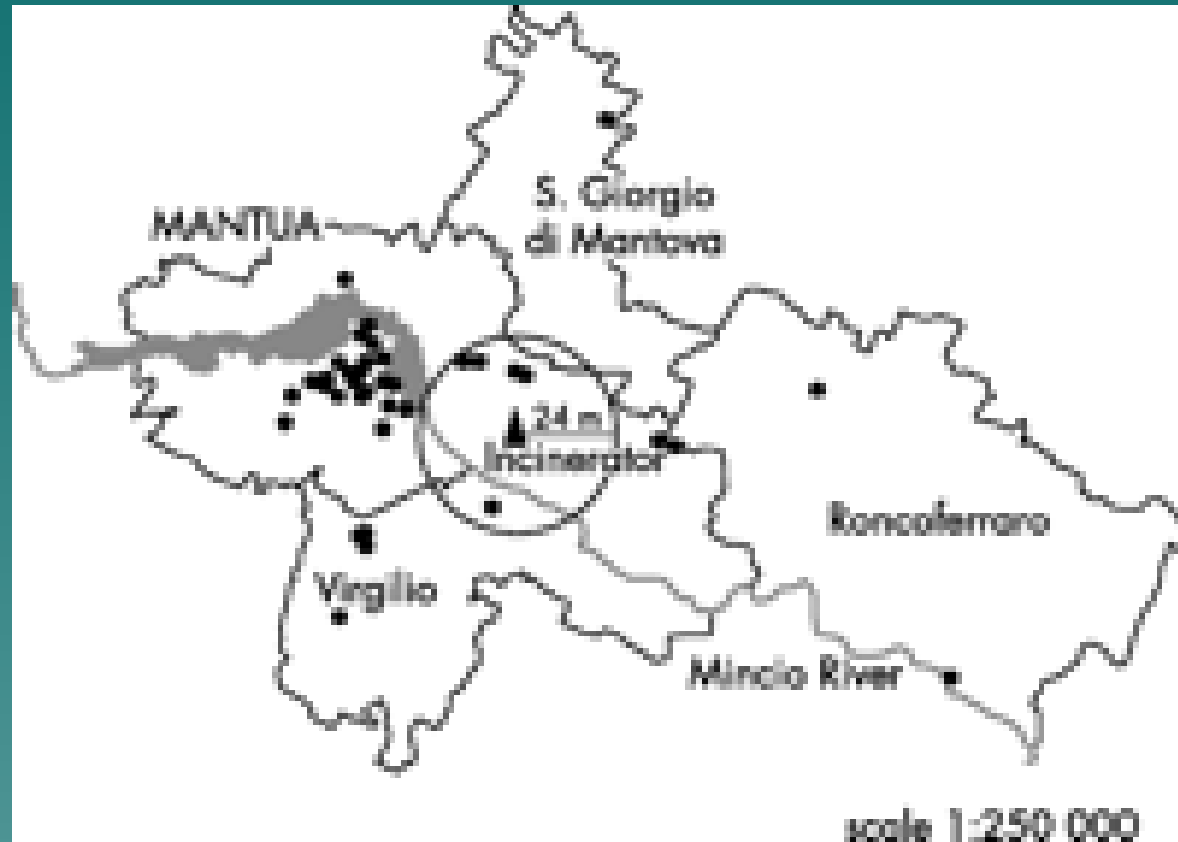 S. Giorgio
di Mantova
MANTUA
24 m
Incinerator
Roncoferraro
Virgilio
Mincio River
scale 1:250 000